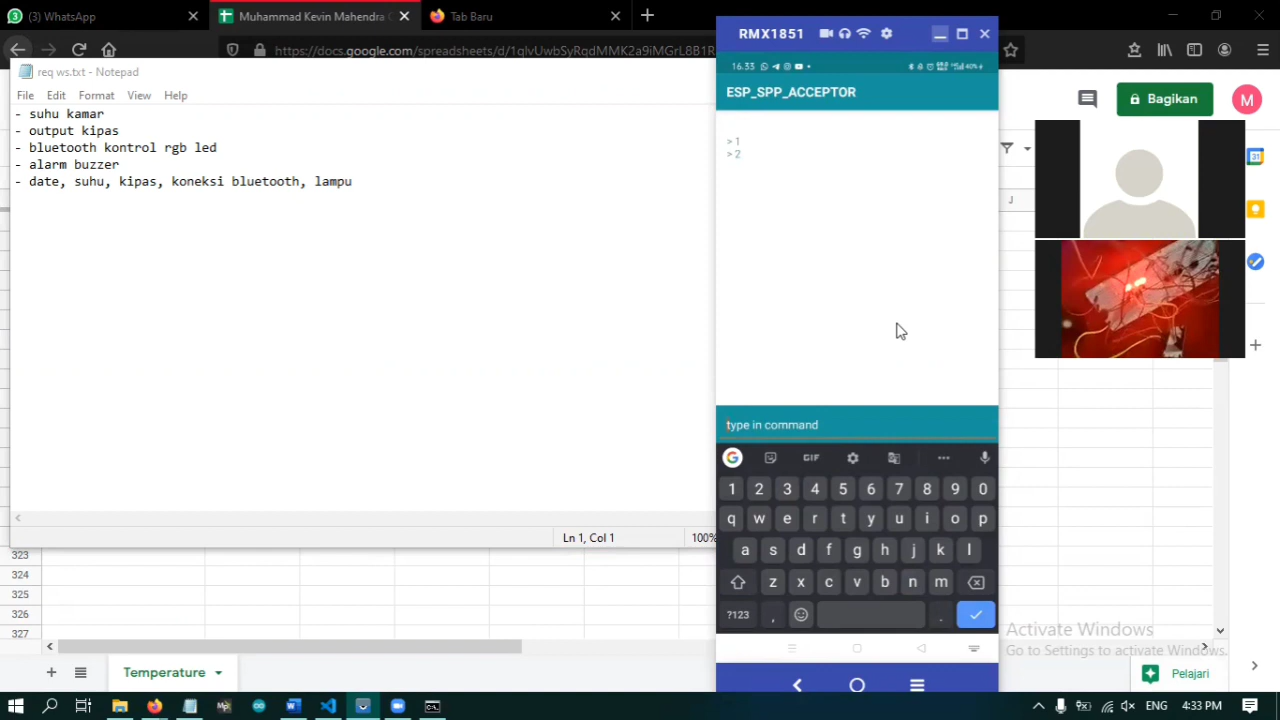 (3) WhatsApp
Muhammad Kevin Mahendra
Tab Baru
https://docs.google.com/spreadsheets/d/1qlvUwbSyRqdMMK2a9iMGrL8B1R
req ws.txt - Notepad
File Edit Format View Help
- suhu kamar
- output kipas
- bluetooth kontrol rgb led
- alarm buzzer
- date, suhu, kipas, koneksi bluetooth, lampu
Ln 1, Col 1
100%
RMX1851
16.33
40%
ESP_SPP_ACCEPTOR
> 1
> 2
type in command
GIF
1 2 3 4 5 6 7 8 9 0
q w e r t y u i o p
a s d f g h j k l
z x c v b n m
?123 , .
Bagikan
M
J
31
323
324
325
326
327
Temperature
Activate Windows
Go to Settings to activate Windows.
Pelajari
ENG 4:33 PM